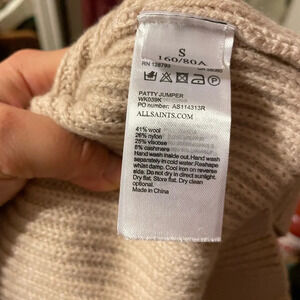 S
160/80A
RN 128793
PATTY JUMPER
WK039K
PO number: AS114313R
ALLSAINTS.COM
41% wool
26% nylon
25% viscose
8% cashmere
Hand wash inside out. Hand wash
separately in cold water. Reshape
whilst damp. Cool iron on reverse
side. Do not dry in direct sunlight.
Dry flat. Store flat. Dry clean
optional.
Made in China